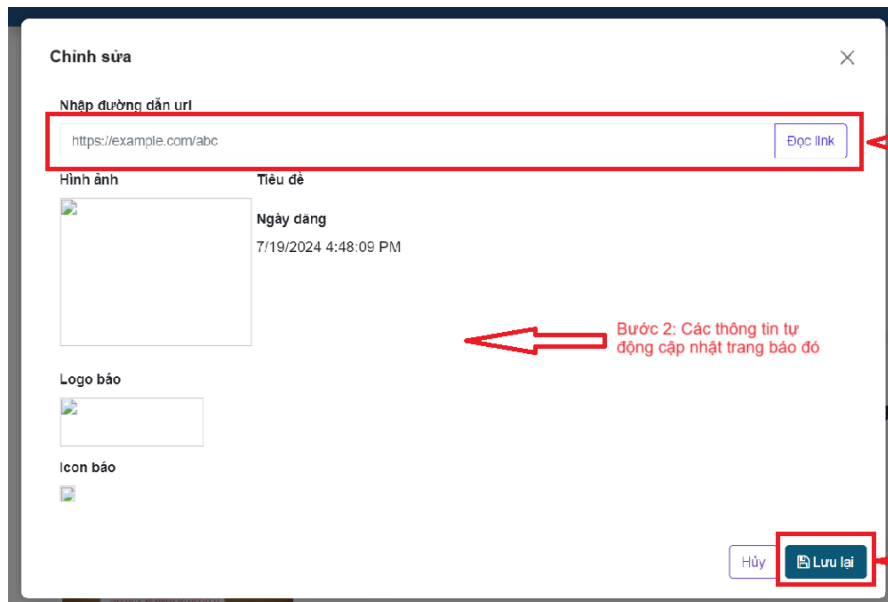 Chỉnh sửa
Nhập đường dẫn url
https://example.com/abc
Đọc link
Hình ảnh
Tiêu đề
Ngày đăng
7/19/2024 4:48:09 PM
Bước 2: Các thông tin tự
động cập nhật trang báo đó
Logo báo
Icon báo
Hủy
Lưu lại